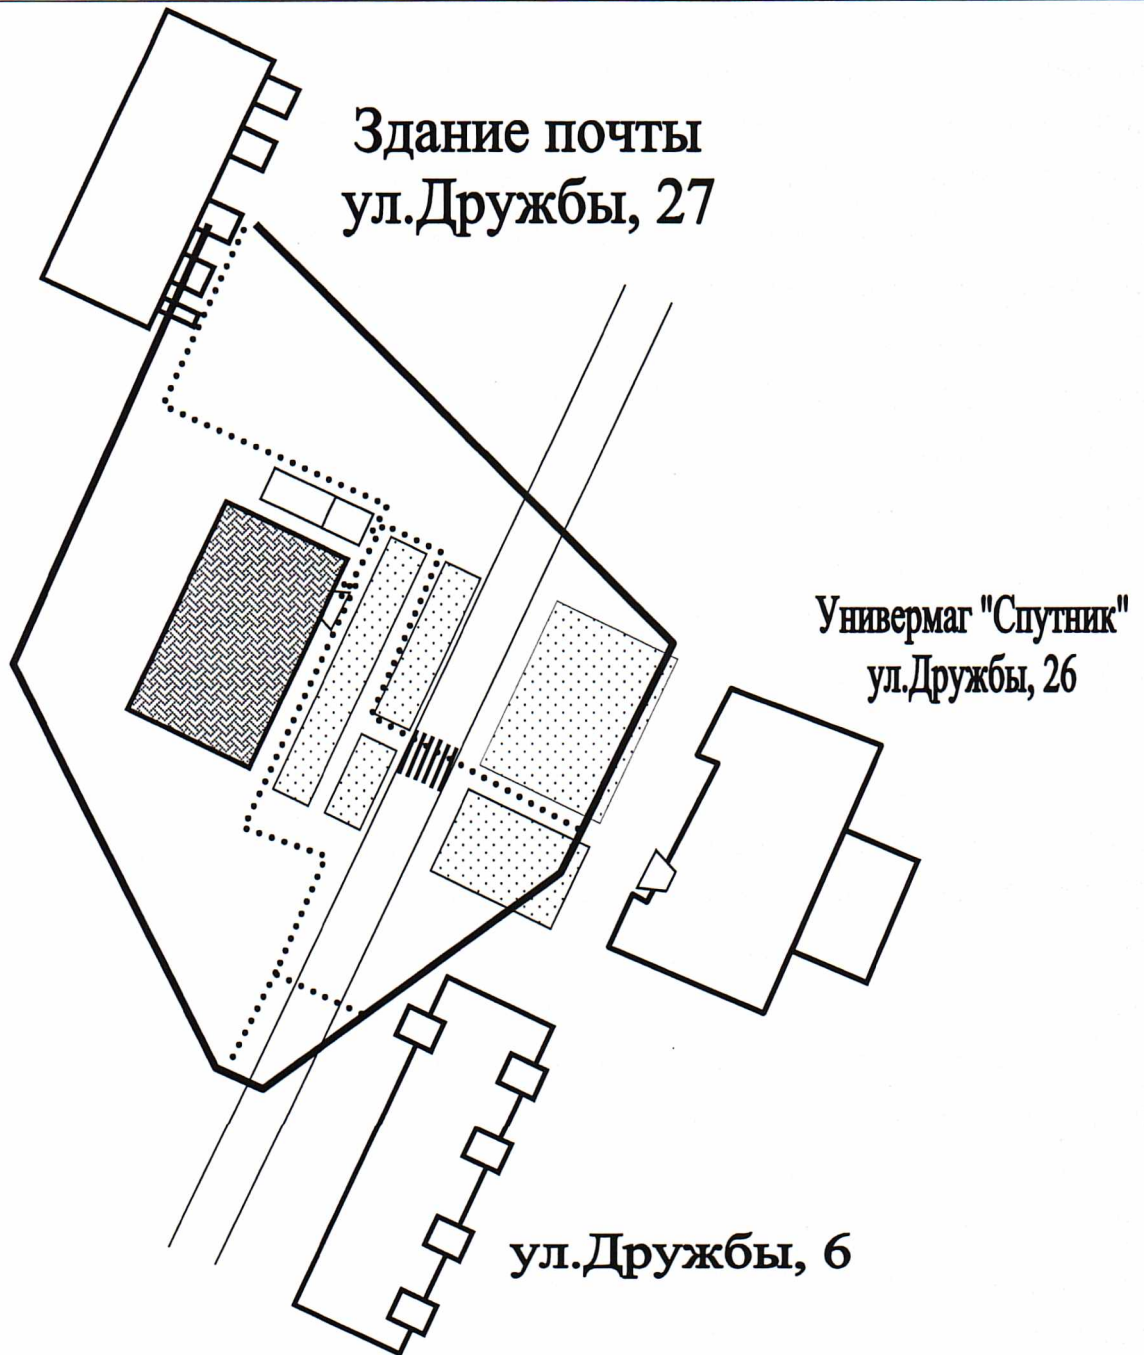 Здание почты
ул.Дружбы, 27
Универмаг "Спутник"
ул.Дружбы, 26
ул.Дружбы, 6